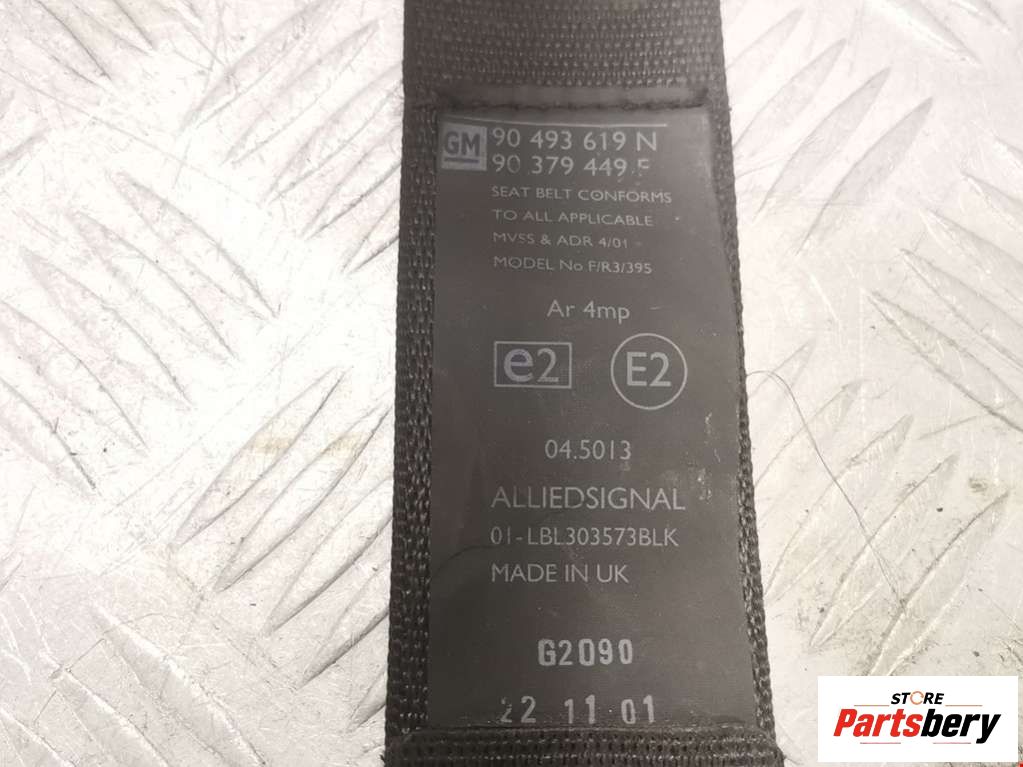 GM 90 493 619 N
90 379 449 F
SEAT BELT CONFORMS
TO ALL APPLICABLE
MVSS & ADR 4/01
MODEL No F/R3/395
Ar 4mp
e2 E2
04.5013
ALLIEDSIGNAL
01-LBL303573BLK
MADE IN UK
G2090
22 11 01
STORE
Partsbery